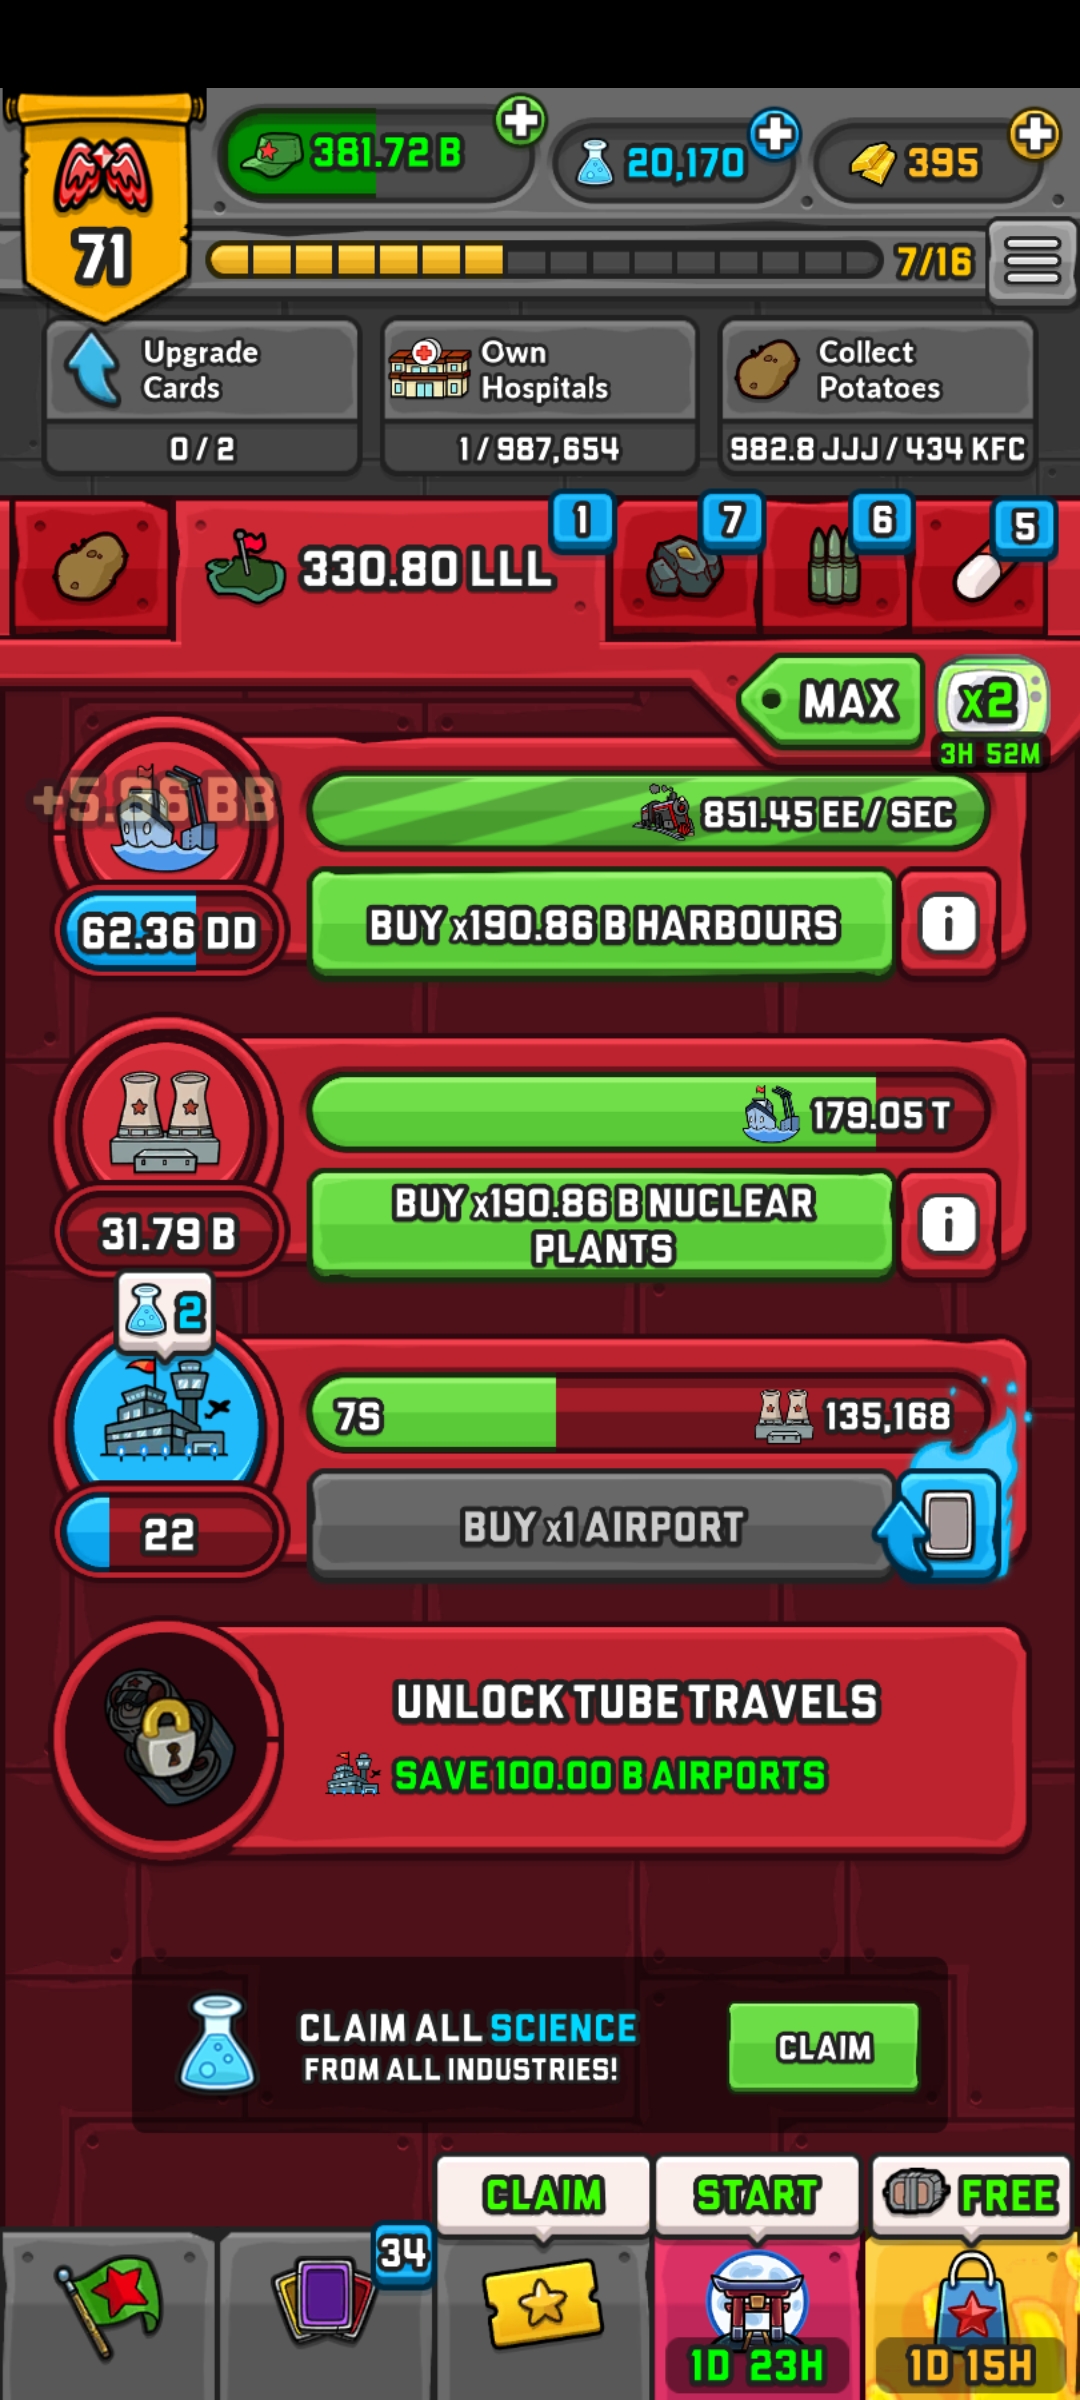 381.72 B
20,170
395
71
7/16
Upgrade
Cards
0/2
Own
Hospitals
1/987,654
Collect
Potatoes
982.8 JJJ/434 KFC
330.80 LLL
1
7
6
5
MAX
x2
3H 52M
+5.86 BB
851.45 EE/SEC
62.36 DD
BUY x190.86 B HARBOURS
i
179.05 T
31.79 B
BUY x190.86 B NUCLEAR
PLANTS
i
2
7S
135,168
22
BUY x1 AIRPORT
UNLOCK TUBE TRAVELS
SAVE 100.00 B AIRPORTS
CLAIM ALL SCIENCE
FROM ALL INDUSTRIES!
CLAIM
CLAIM
START
FREE
34
1D 23H
1D 15H